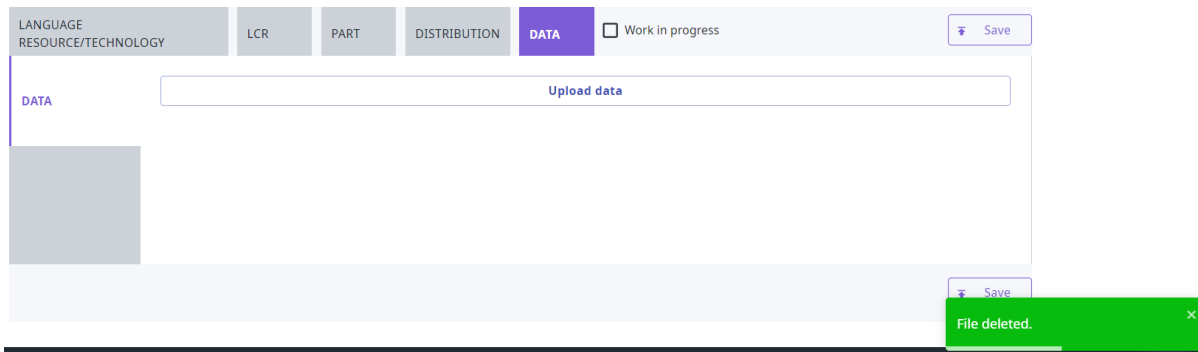 LANGUAGE
RESOURCE/TECHNOLOGY
LCR
PART
DISTRIBUTION
DATA
Work in progress
Save
DATA
Upload data
Save
File deleted.